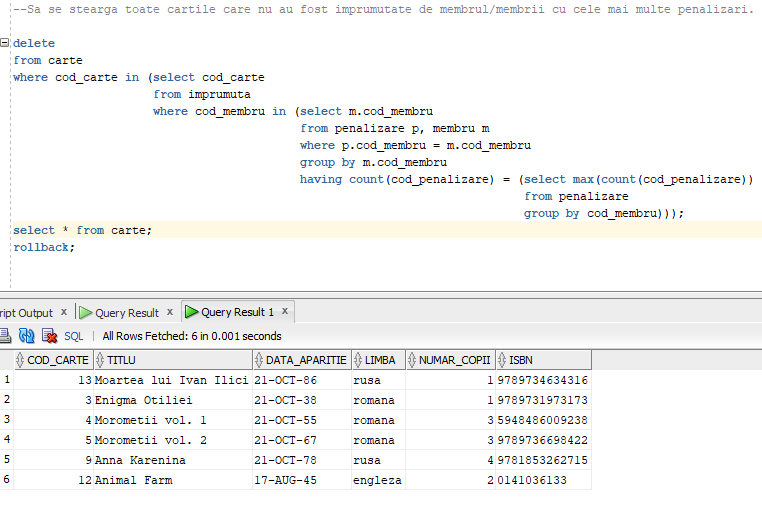 --Sa se stearga toate cartile care nu au fost imprumutate de membrul/membrii cu cele mai multe penalizari.
delete
from carte
where cod_carte in (select cod_carte
from imprumuta
where cod_membru in (select m.cod_membru
from penalizare p, membru m
where p.cod_membru = m.cod_membru
group by m.cod_membru
having count(cod_penalizare) = (select max(count(cod_penalizare))
from penalizare
group by cod_membru)));
select * from carte;
rollback;
ript Output x Query Result x Query Result 1 x
SQL | All Rows Fetched: 6 in 0.001 seconds
COD_CARTE TITLU DATA_APARITIE LIMBA NUMAR_COPII ISBN
1 13 Moartea lui Ivan Ilici 21-OCT-86 rusa 1 9789734634316
2 3 Enigma Otiliei 21-OCT-38 romana 1 9789731973173
3 4 Morometii vol. 1 21-OCT-55 romana 3 5948486009238
4 5 Morometii vol. 2 21-OCT-67 romana 3 9789736698422
5 9 Anna Karenina 21-OCT-78 rusa 4 9781853262715
6 12 Animal Farm 17-AUG-45 engleza 2 0141036133